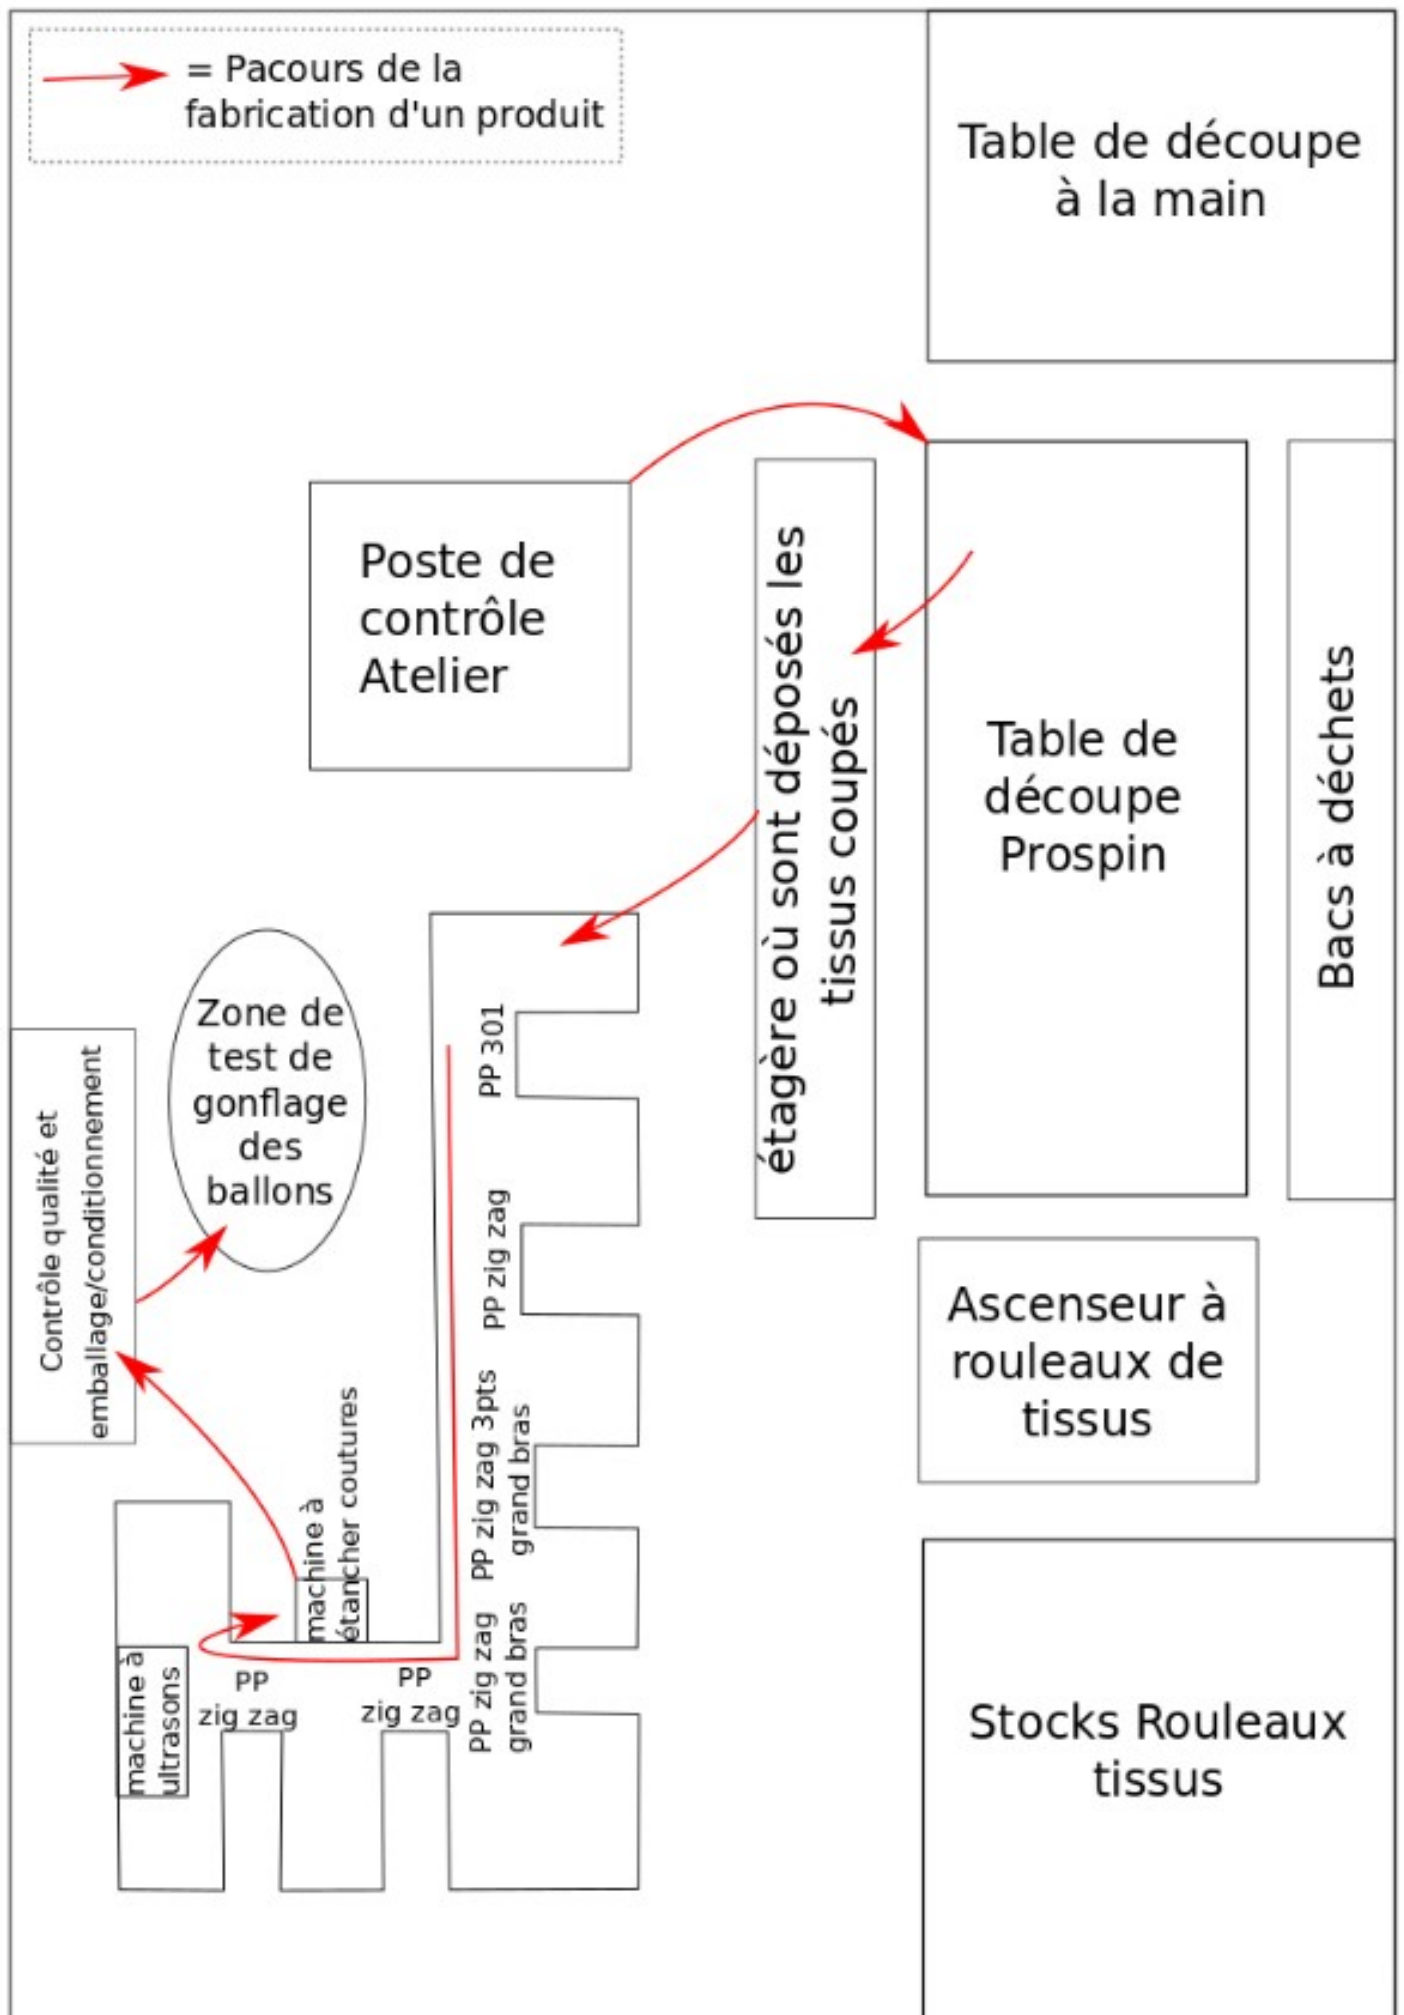 = Pacours de la
fabrication d'un produit
Table de découpe
à la main
Poste de
contrôle
Atelier
étagère où sont déposés les
tissus coupés
Table de
découpe
Prospin
Bacs à déchets
Zone de
test de
gonflage
des
ballons
Contrôle qualité et
emballage/conditionnement
PP 301
PP zig zag
PP zig zag 3pts
grand bras
PP zig zag
grand bras
machine à
étancher coutures
machine à
ultrasons
PP
zig zag
PP
zig zag
Ascenseur à
rouleaux de
tissus
Stocks Rouleaux
tissus